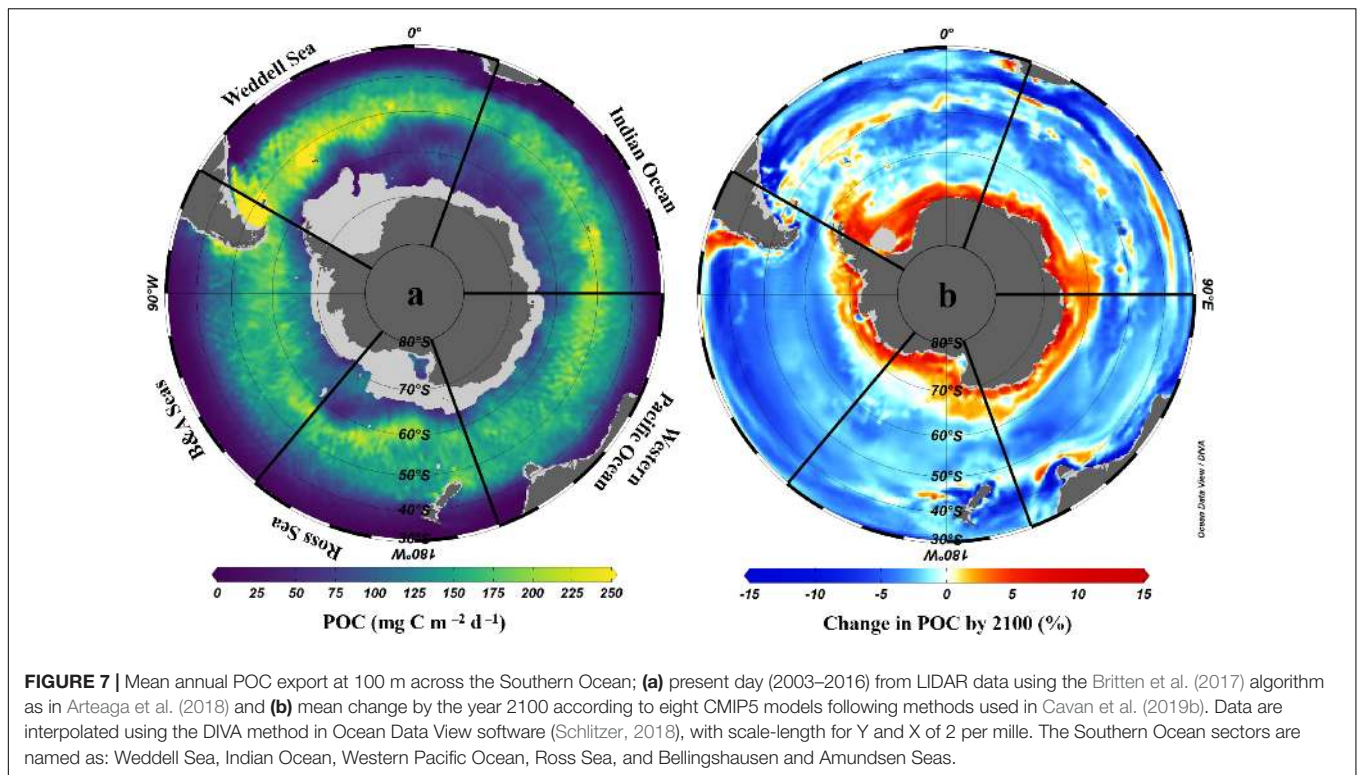 0°
Weddell Sea
Indian Ocean
90°W
a
80°S
70°S
60°S
50°S
40°S
30°S
B&A Seas
Ross Sea
180°W
Western
Pacific Ocean
0°
b
90°E
80°S
70°S
60°S
50°S
40°S
30°S
180°W
Ocean Data View / DIVA
0 25 50 75 100 125 150 175 200 225 250
POC (mg C m⁻² d⁻¹)
-15 -10 -5 0 5 10 15
Change in POC by 2100 (%)
FIGURE 7 | Mean annual POC export at 100 m across the Southern Ocean; (a) present day (2003–2016) from LIDAR data using the Britten et al. (2017) algorithm
as in Arteaga et al. (2018) and (b) mean change by the year 2100 according to eight CMIP5 models following methods used in Cavan et al. (2019b). Data are
interpolated using the DIVA method in Ocean Data View software (Schlitzer, 2018), with scale-length for Y and X of 2 per mille. The Southern Ocean sectors are
named as: Weddell Sea, Indian Ocean, Western Pacific Ocean, Ross Sea, and Bellingshausen and Amundsen Seas.